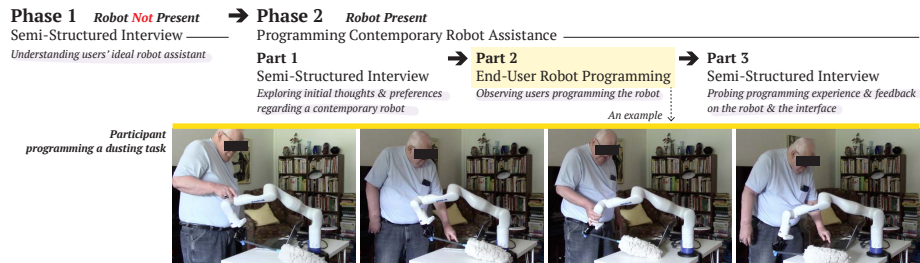 Phase 1 Robot Not Present → Phase 2 Robot Present
Semi-Structured Interview
Programming Contemporary Robot Assistance
Understanding users' ideal robot assistant
Part 1 → Part 2 → Part 3
Semi-Structured Interview
End-User Robot Programming
Semi-Structured Interview
Exploring initial thoughts & preferences
regarding a contemporary robot
Observing users programming the robot
Probing programming experience & feedback
on the robot & the interface
An example
Participant
programming a dusting task